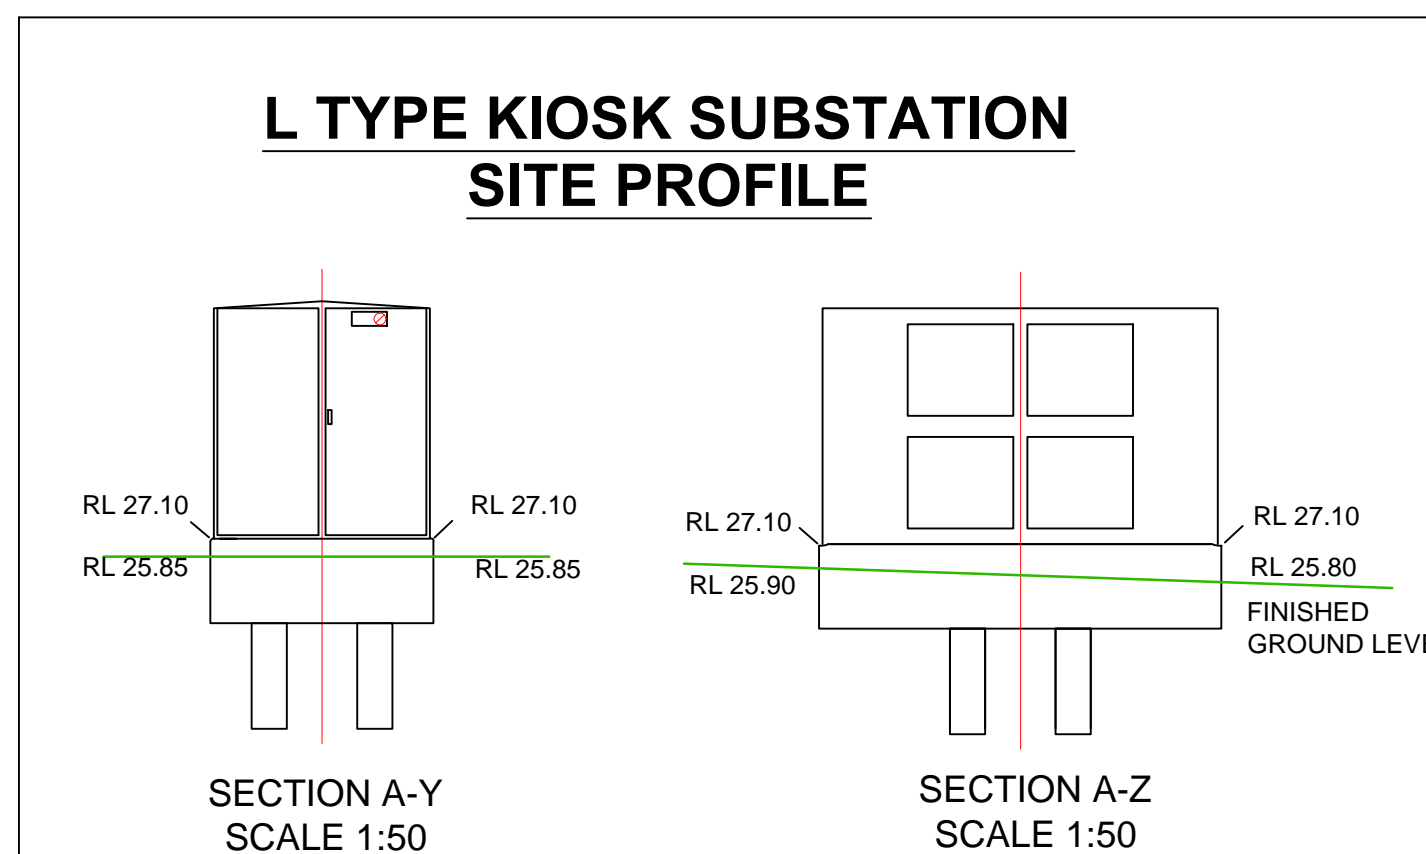 L TYPE KIOSK SUBSTATION
SITE PROFILE
RL 27.10
RL 27.10
RL 25.85
RL 25.85
SECTION A-Y
SCALE 1:50
RL 27.10
RL 27.10
RL 25.90
RL 25.80
FINISHED
GROUND LEVE
SECTION A-Z
SCALE 1:50